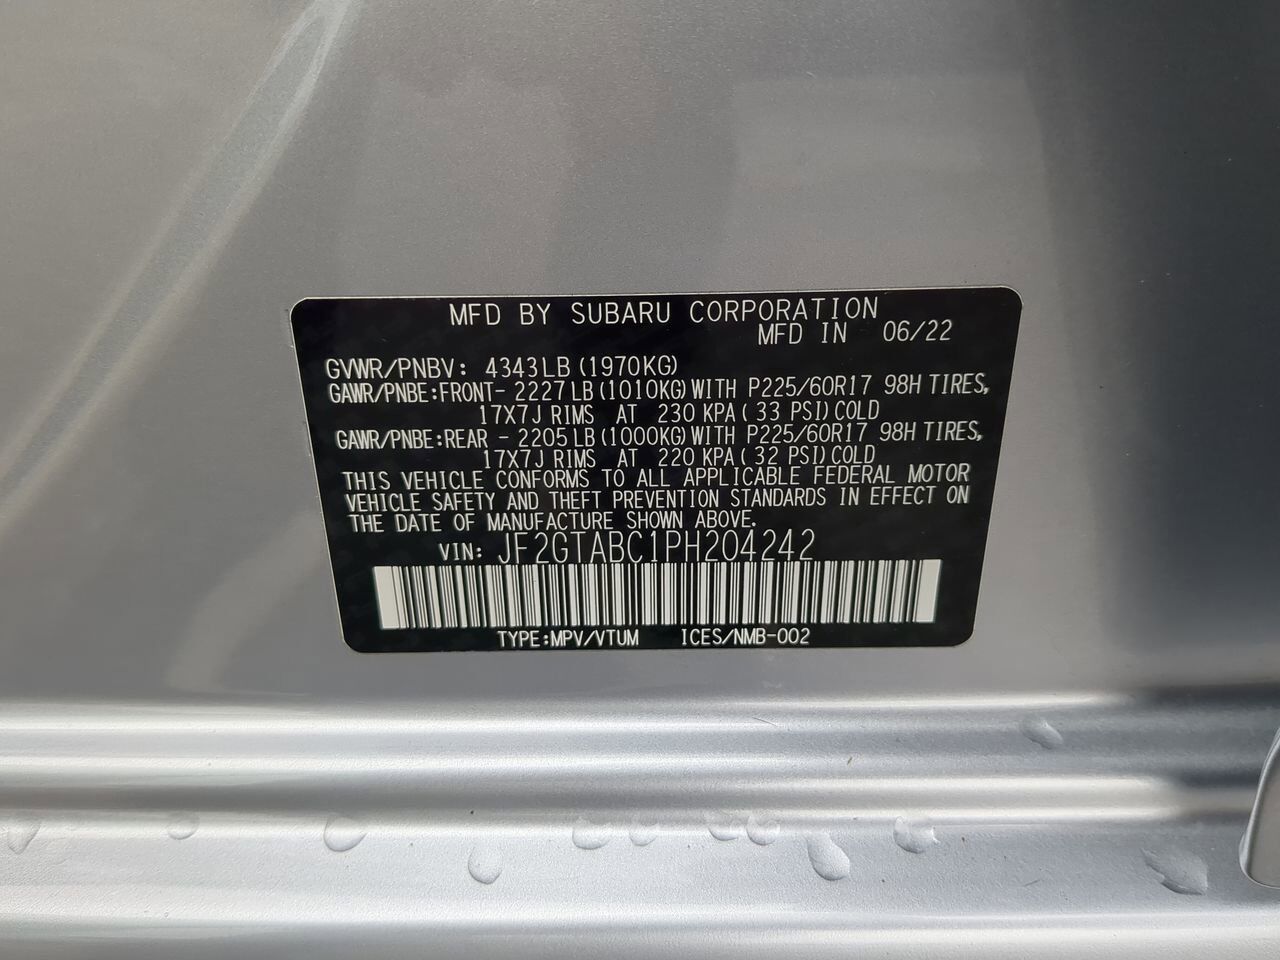 MFD BY SUBARU CORPORATION
MFD IN 06/22
GVWR/PNBV: 4343LB (1970KG)
GAWR/PNBE:FRONT- 2227LB (1010KG)WITH P225/60R17 98H TIRES,
17X7J RIMS AT 230 KPA( 33 PSI)COLD
GAWR/PNBE:REAR - 2205LB (1000KG)WITH P225/60R17 98H TIRES,
17X7J RIMS AT 220 KPA( 32 PSI)COLD
THIS VEHICLE CONFORMS TO ALL APPLICABLE FEDERAL MOTOR
VEHICLE SAFETY AND THEFT PREVENTION STANDARDS IN EFFECT ON
THE DATE OF MANUFACTURE SHOWN ABOVE.
VIN: JF2GTABC1PH204242
TYPE:MPV/VTUM ICES/NMB-002